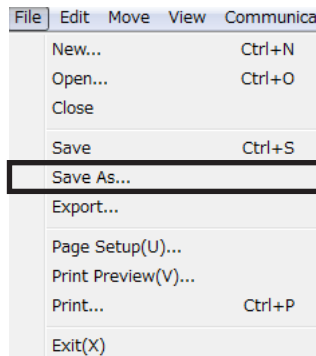 File Edit Move View Communica
New... Ctrl+N
Open... Ctrl+O
Close
Save Ctrl+S
Save As...
Export...
Page Setup(U)...
Print Preview(V)...
Print... Ctrl+P
Exit(X)